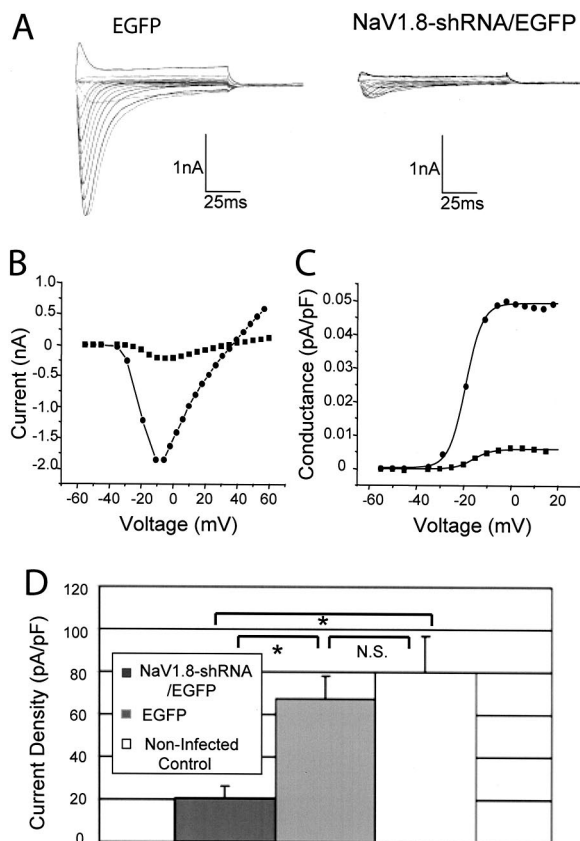 A
EGFP
NaV1.8-shRNA/EGFP
1nA
25ms
1nA
25ms
B
Current (nA)
1.0
0.5
0
-0.5
-1.0
-1.5
-2.0
-60
-40
-20
0
20
40
60
Voltage (mV)
C
Conductance (pA/pF)
0.05
0.04
0.03
0.02
0.01
0
-60
-40
-20
0
20
Voltage (mV)
D
Current Density (pA/pF)
120
100
80
60
40
20
0
*
*
N.S.
NaV1.8-shRNA
/EGFP
EGFP
Non-Infected
Control